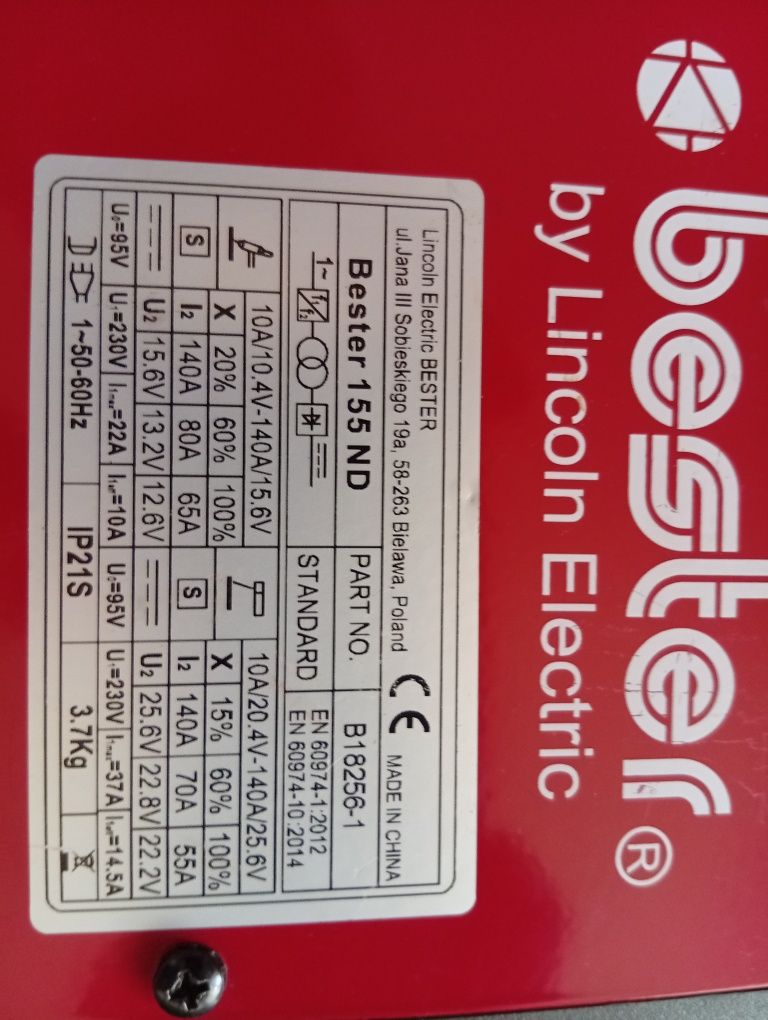 bester®
by Lincoln Electric
Lincoln Electric BESTER
ul.Jana III Sobieskiego 19a, 58-263 Bielawa, Poland CE MADE IN CHINA
Bester 155 ND PART NO. B18256-1
1~ STANDARD EN 60974-1:2012
EN 60974-10:2014
10A/10.4V-140A/15.6V 10A/20.4V-140A/25.6V
X 20% 60% 100% X 15% 60% 100%
S I2 140A 80A 65A S I2 140A 70A 55A
U2 15.6V 13.2V 12.6V U2 25.6V 22.8V 22.2V
U0=95V U1=230V I1max=22A I1eff=10A U0=95V U1=230V I1max=37A I1eff=14.5A
1~50-60Hz IP21S 3.7Kg